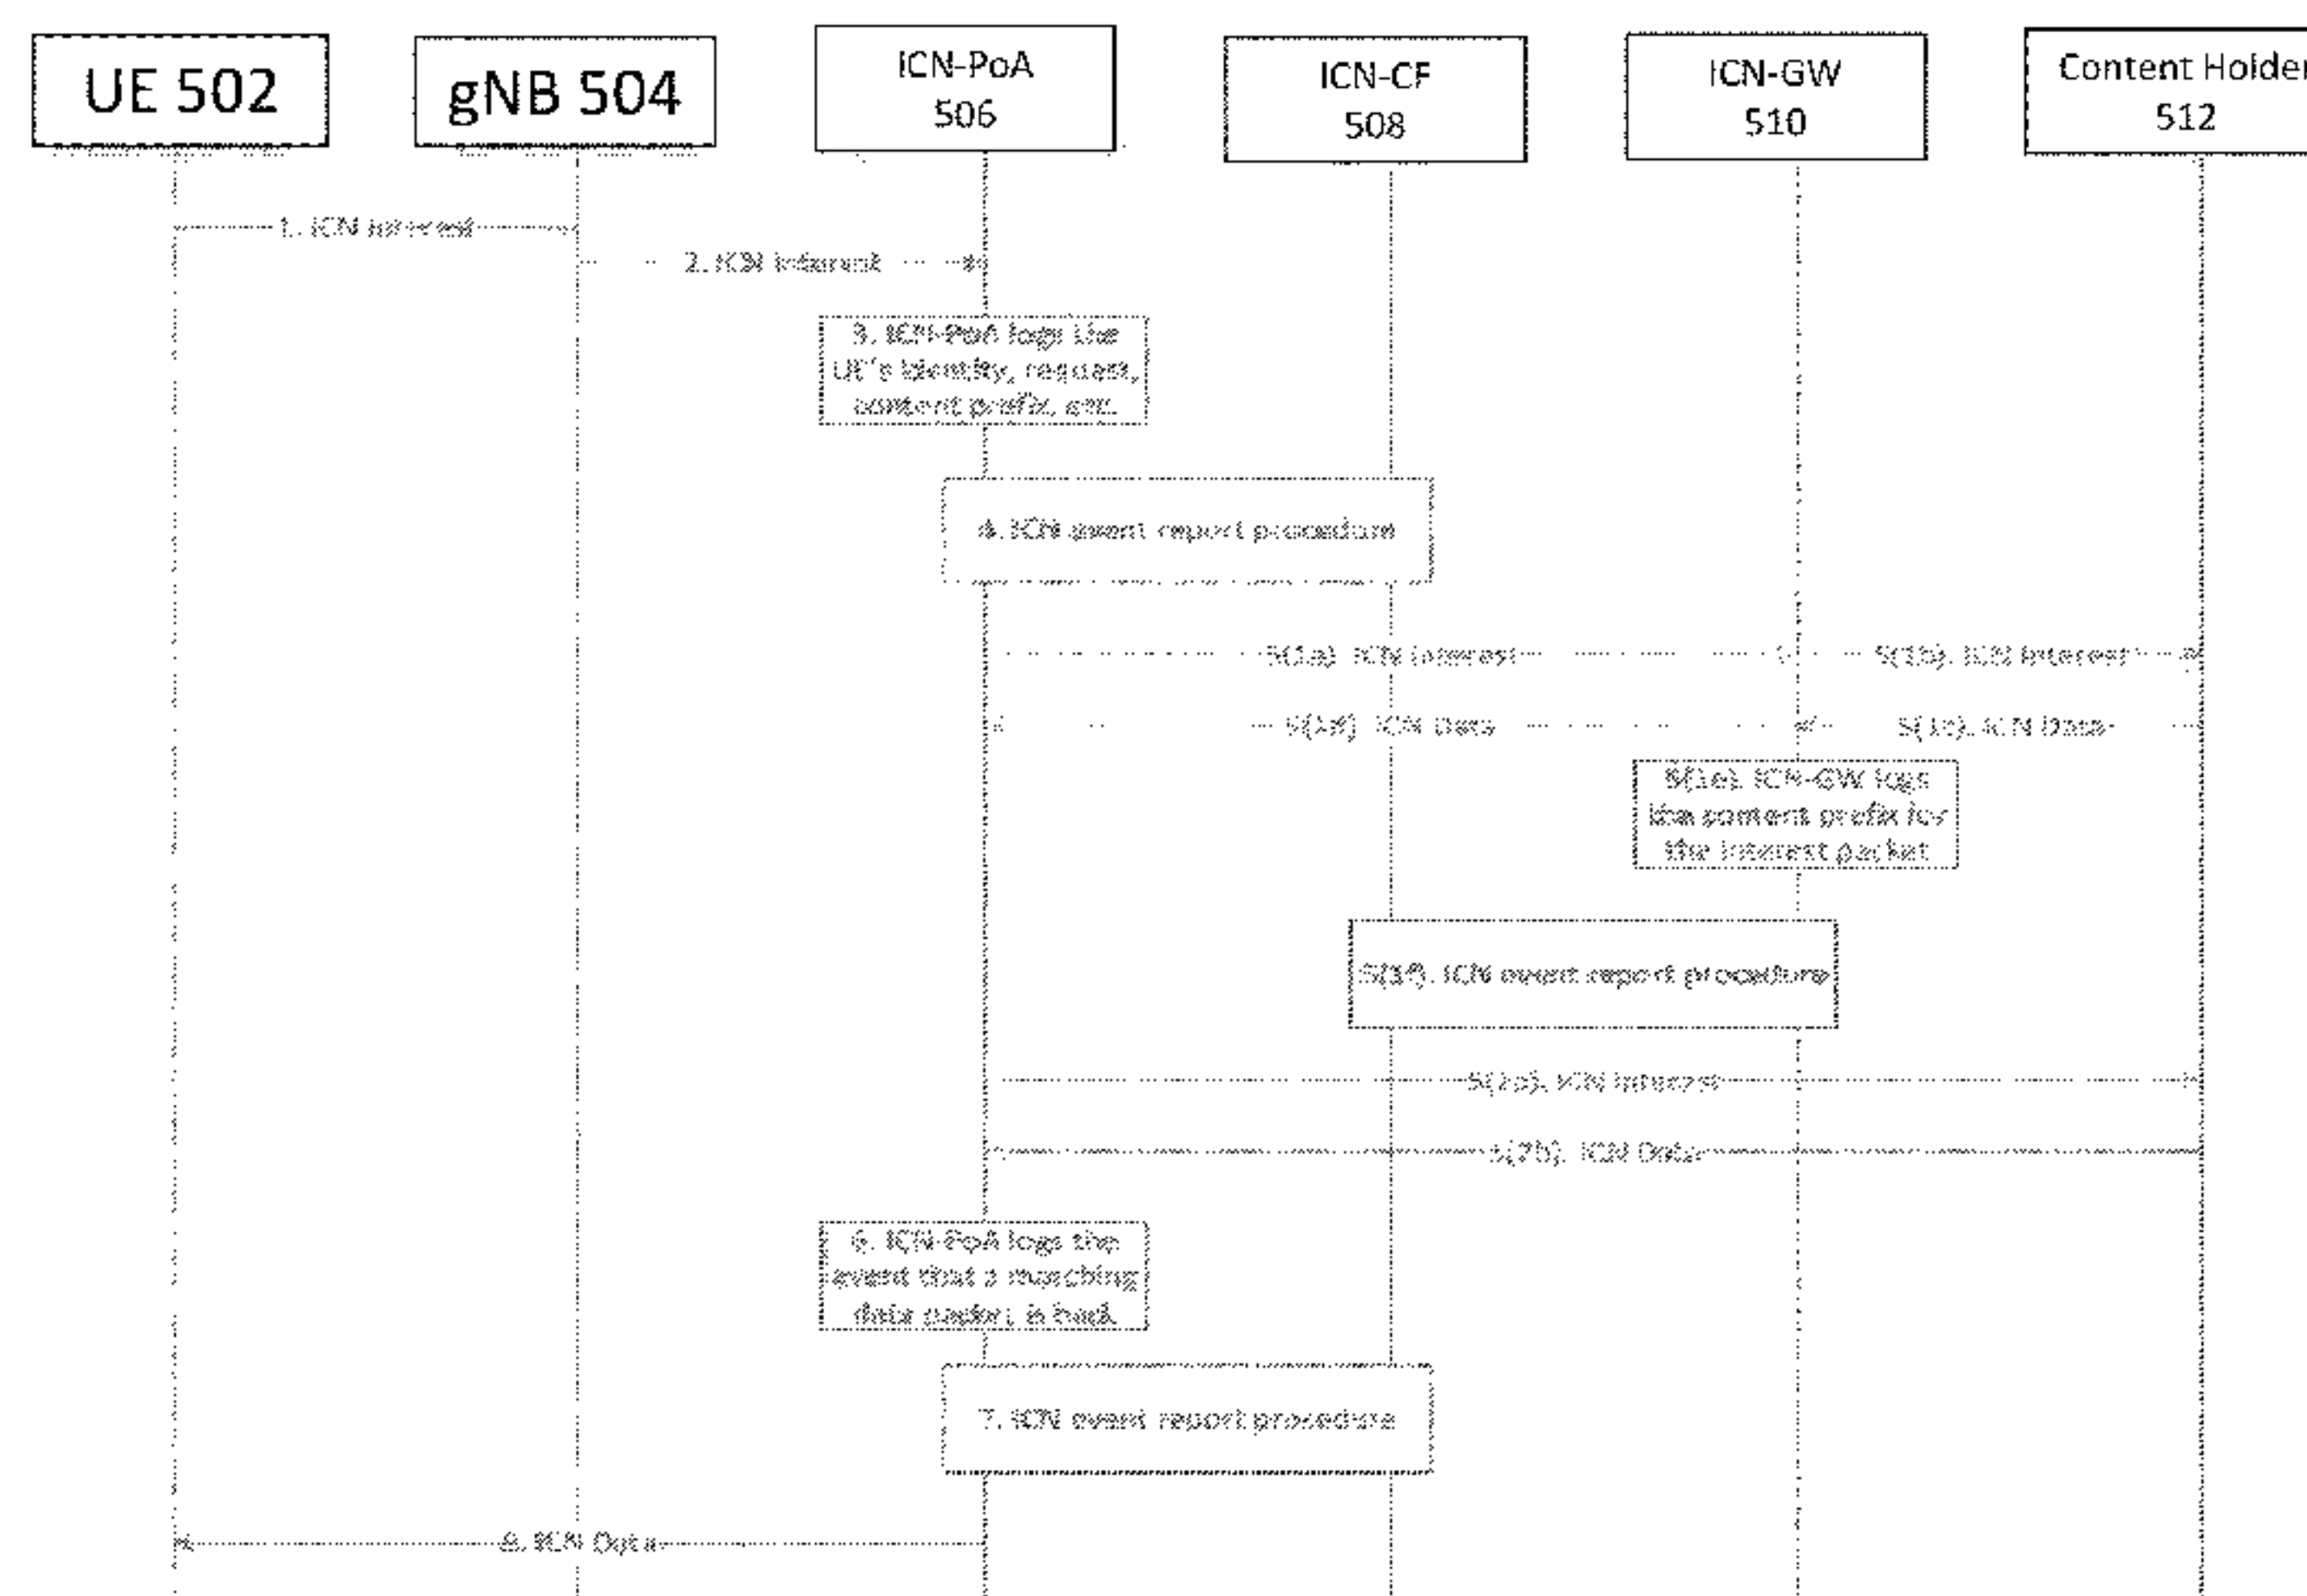 UE 502
gNB 504
ICN-PoA
506
ICN-CF
508
ICN-GW
510
Content Holder
512
1. ICN Interest
2. ICN Interest
3. ICN-PoA logs the
UE's identity, request,
content prefix, etc.
4. ICN event report procedure
5(1a). ICN Interest
5(1b). ICN Interest
5(1d). ICN Data
5(1c). ICN Data
5(1e). ICN-GW logs
the content prefix for
the interest packet
5(1f). ICN event report procedure
5(2a). ICN Interest
5(2b). ICN Data
6. ICN-PoA logs the
event that a matching
data packet is back
7. ICN event report procedure
8. ICN Data